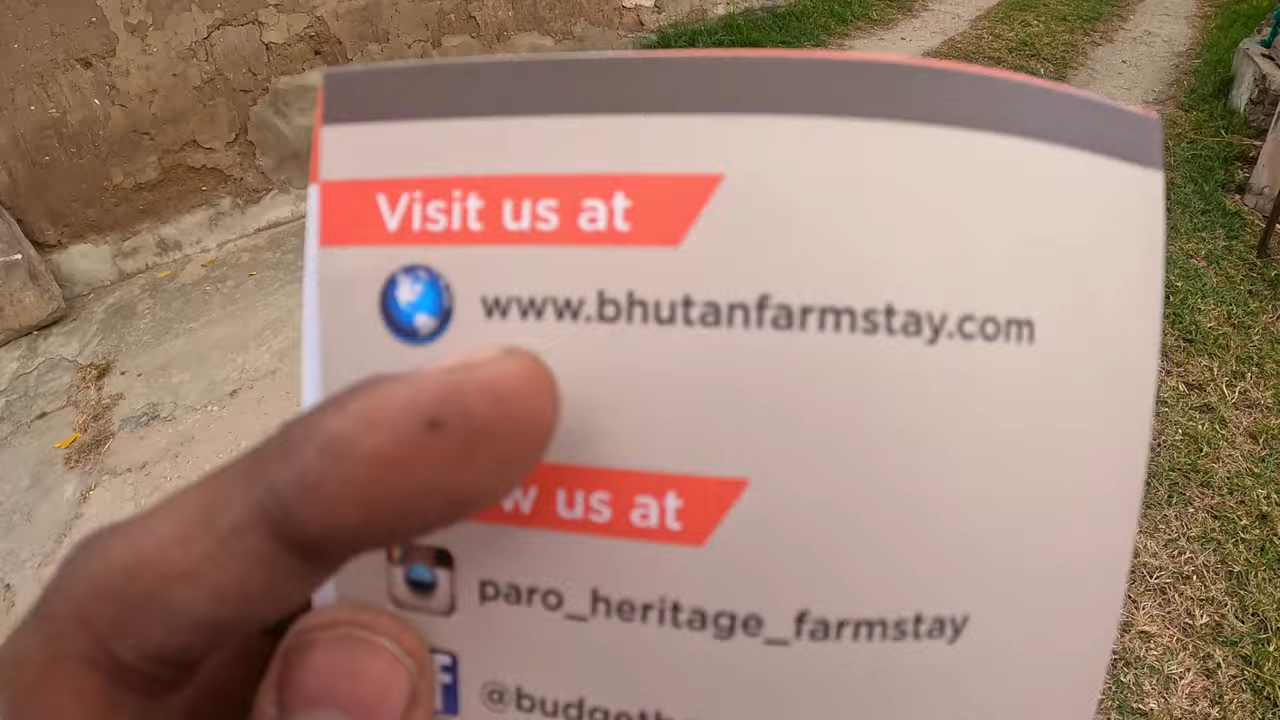 Visit us at
www.bhutanfarmstay.com
us at
paro_heritage_farmstay